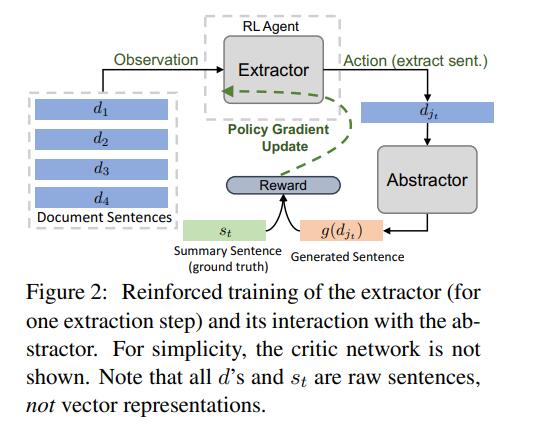 RL Agent
Observation
Extractor
Action (extract sent.)
d_1
d_2
d_3
d_4
Document Sentences
d_{j_t}
Policy Gradient
Update
Abstractor
Reward
s_t
g(d_{j_t})
Summary Sentence
(ground truth)
Generated Sentence
Figure 2: Reinforced training of the extractor (for
one extraction step) and its interaction with the ab-
stractor. For simplicity, the critic network is not
shown. Note that all d's and s_t are raw sentences,
not vector representations.